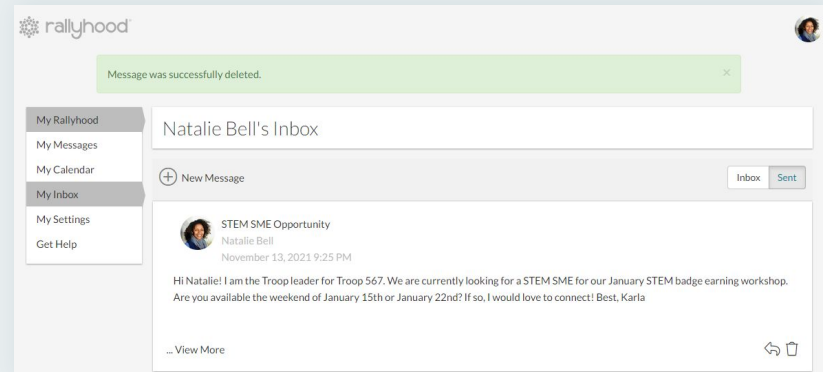 rallyhood
Message was successfully deleted.
×
My Rallyhood
My Messages
My Calendar
My Inbox
My Settings
Get Help
Natalie Bell's Inbox
New Message
Inbox
Sent
STEM SME Opportunity
Natalie Bell
November 13, 2021 9:25 PM
Hi Natalie! I am the Troop leader for Troop 567. We are currently looking for a STEM SME for our January STEM badge earning workshop.
Are you available the weekend of January 15th or January 22nd? If so, I would love to connect! Best, Karla
... View More